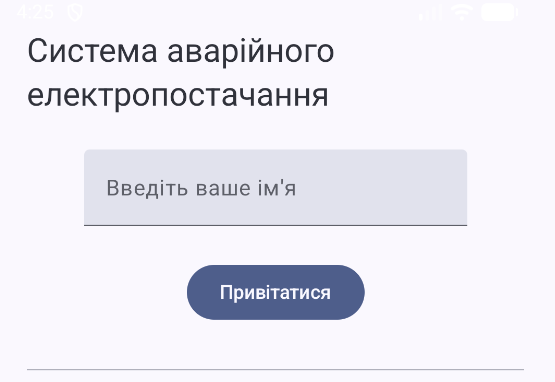 4:25
Система аварійного
електропостачання
Введіть ваше ім'я
Привітатися